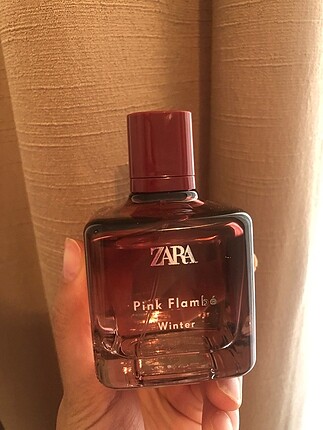 ZARA
Pink Flambé
Winter